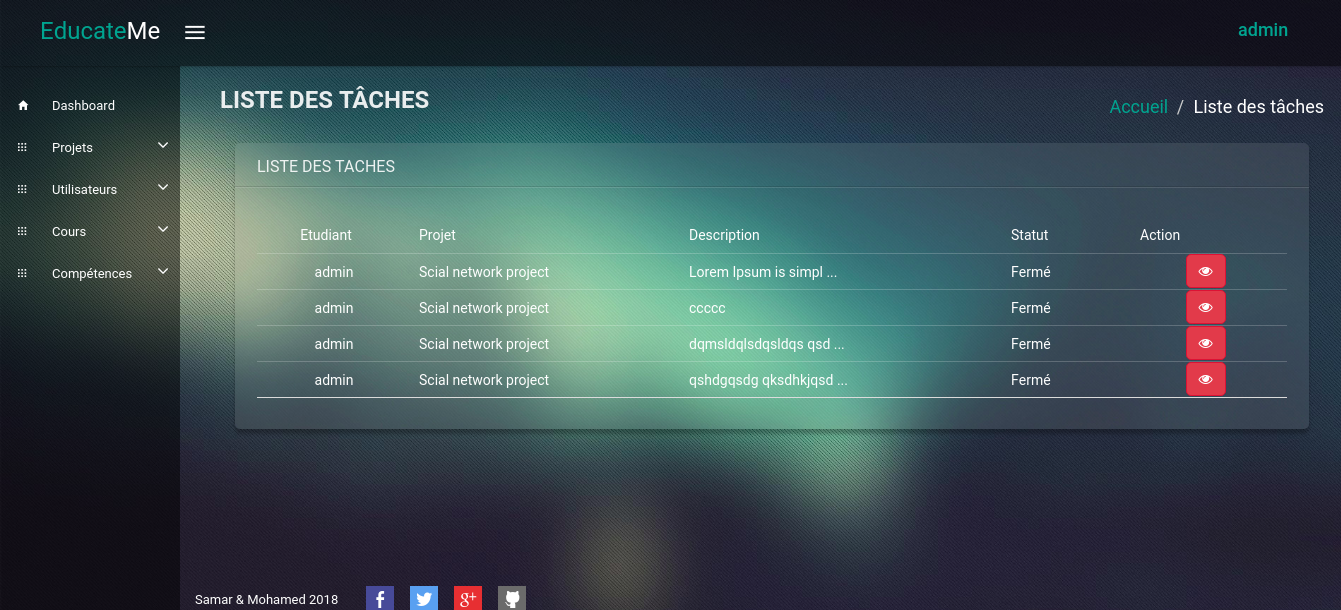 EducateMe
admin
Dashboard
Projets
Utilisateurs
Cours
Compétences
LISTE DES TÂCHES
Accueil / Liste des tâches
LISTE DES TACHES
Etudiant Projet Description Statut Action
admin Scial network project Lorem Ipsum is simpl ... Fermé
admin Scial network project ccccc Fermé
admin Scial network project dqmsldqlsdqsldqs qsd ... Fermé
admin Scial network project qshdgqsdg qksdhkjqsd ... Fermé
Samar & Mohamed 2018